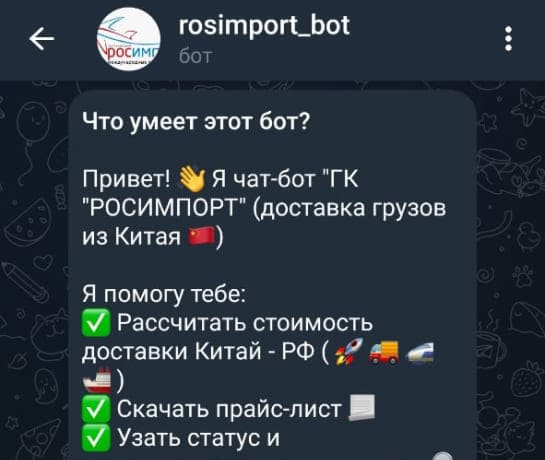 rosimport_bot
бот
РОСИМП
Что умеет этот бот?
Привет! 👋 Я чат-бот "ГК
"РОСИМПОРТ" (доставка грузов
из Китая 🇨🇳)
Я помогу тебе:
✅ Рассчитать стоимость
доставки Китай - РФ ( 🚀 🚛 🚄
🚢 )
✅ Скачать прайс-лист 📃
✅ Узать статус и